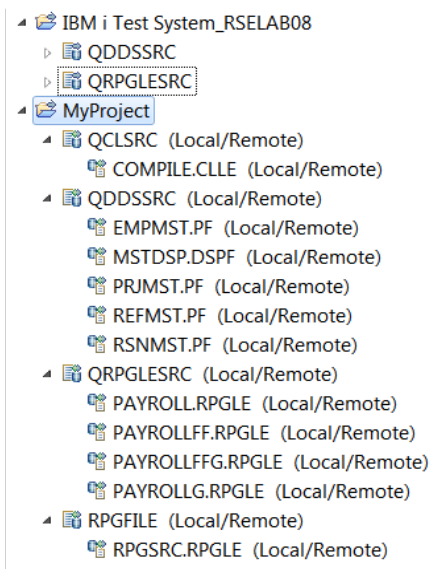 IBM i Test System_RSELAB08
QDDSSRC
QRPGLESRC
MyProject
QCLSRC (Local/Remote)
COMPILE.CLLE (Local/Remote)
QDDSSRC (Local/Remote)
EMPMST.PF (Local/Remote)
MSTDSP.DSPF (Local/Remote)
PRJMST.PF (Local/Remote)
REFMST.PF (Local/Remote)
RSNMST.PF (Local/Remote)
QRPGLESRC (Local/Remote)
PAYROLL.RPGLE (Local/Remote)
PAYROLLFF.RPGLE (Local/Remote)
PAYROLLFFG.RPGLE (Local/Remote)
PAYROLLG.RPGLE (Local/Remote)
RPGFILE (Local/Remote)
RPGSRC.RPGLE (Local/Remote)